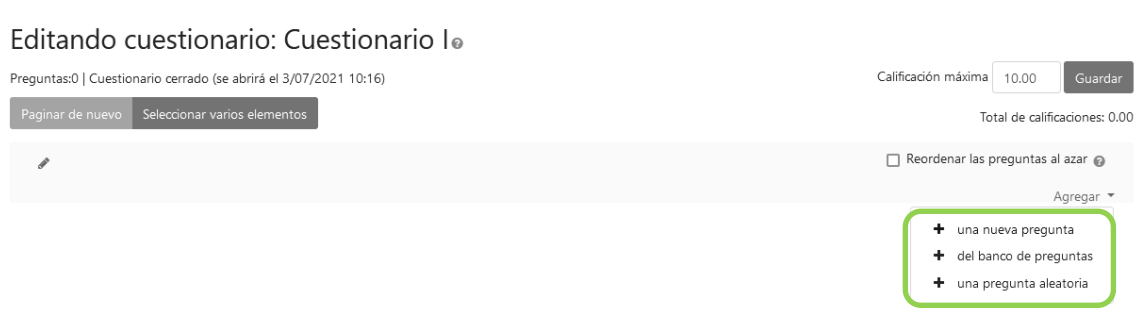 Editando cuestionario: Cuestionario I
Preguntas:0 | Cuestionario cerrado (se abrirá el 3/07/2021 10:16)
Calificación máxima 10.00 Guardar
Paginar de nuevo Seleccionar varios elementos
Total de calificaciones: 0.00
Reordenar las preguntas al azar
Agregar
una nueva pregunta
del banco de preguntas
una pregunta aleatoria